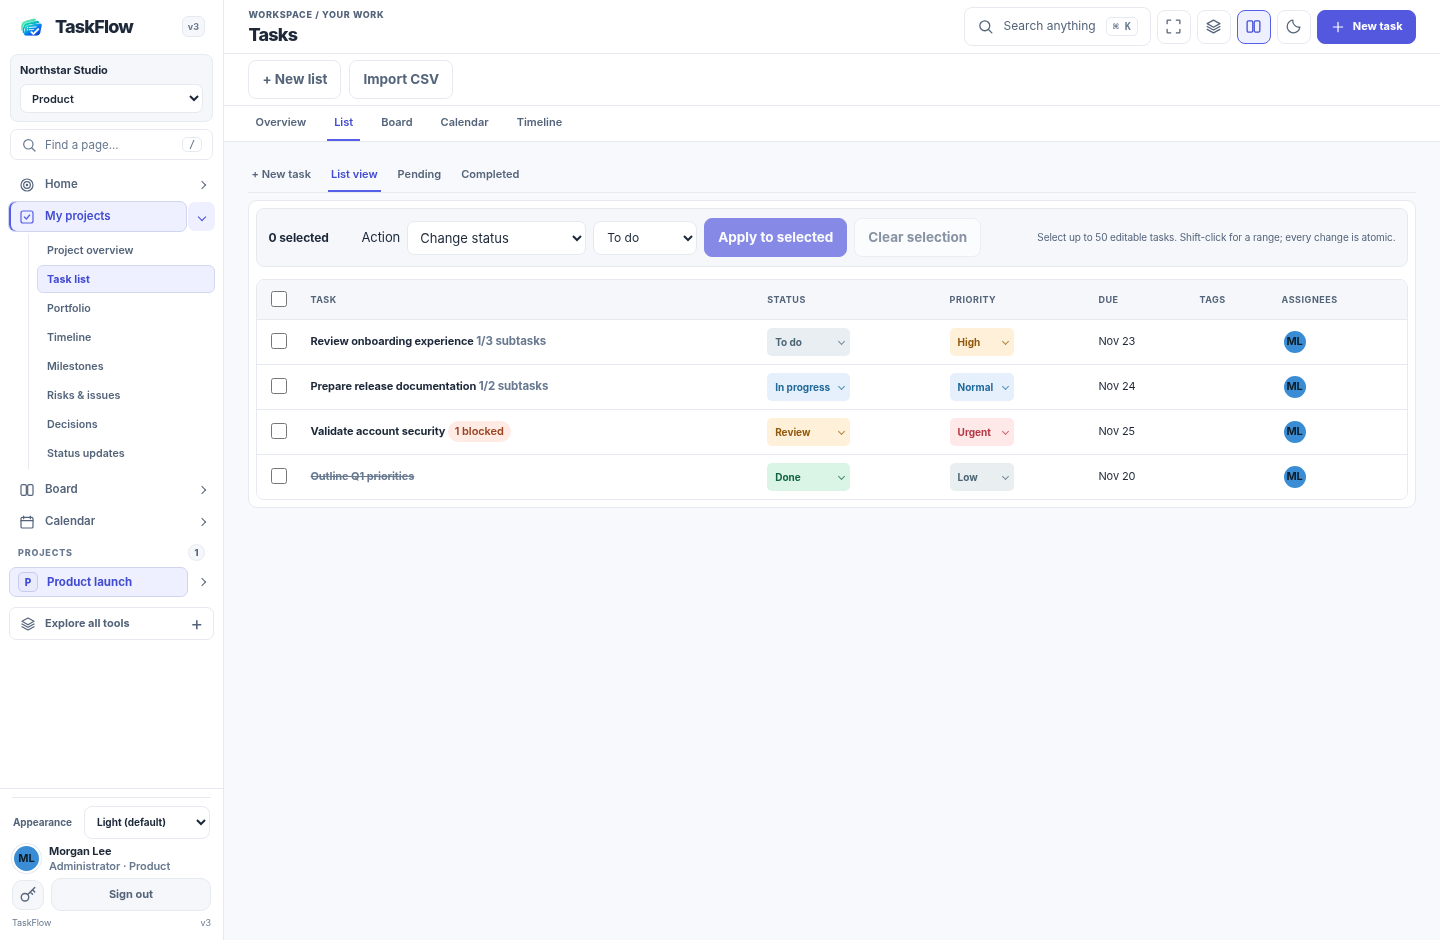 TaskFlow
v3
Northstar Studio
Product
Find a page...
/
Home
My projects
Project overview
Task list
Portfolio
Timeline
Milestones
Risks & issues
Decisions
Status updates
Board
Calendar
PROJECTS
1
P
Product launch
Explore all tools
+
Appearance
Light (default)
ML
Morgan Lee
Administrator · Product
Sign out
TaskFlow
v3
WORKSPACE / YOUR WORK
Tasks
Search anything
⌘ K
+ New task
+ New list
Import CSV
Overview
List
Board
Calendar
Timeline
+ New task
List view
Pending
Completed
0 selected
Action
Change status
To do
Apply to selected
Clear selection
Select up to 50 editable tasks. Shift-click for a range; every change is atomic.
TASK STATUS PRIORITY DUE TAGS ASSIGNEES
Review onboarding experience 1/3 subtasks To do High Nov 23 ML
Prepare release documentation 1/2 subtasks In progress Normal Nov 24 ML
Validate account security 1 blocked Review Urgent Nov 25 ML
Outline Q1 priorities Done Low Nov 20 ML